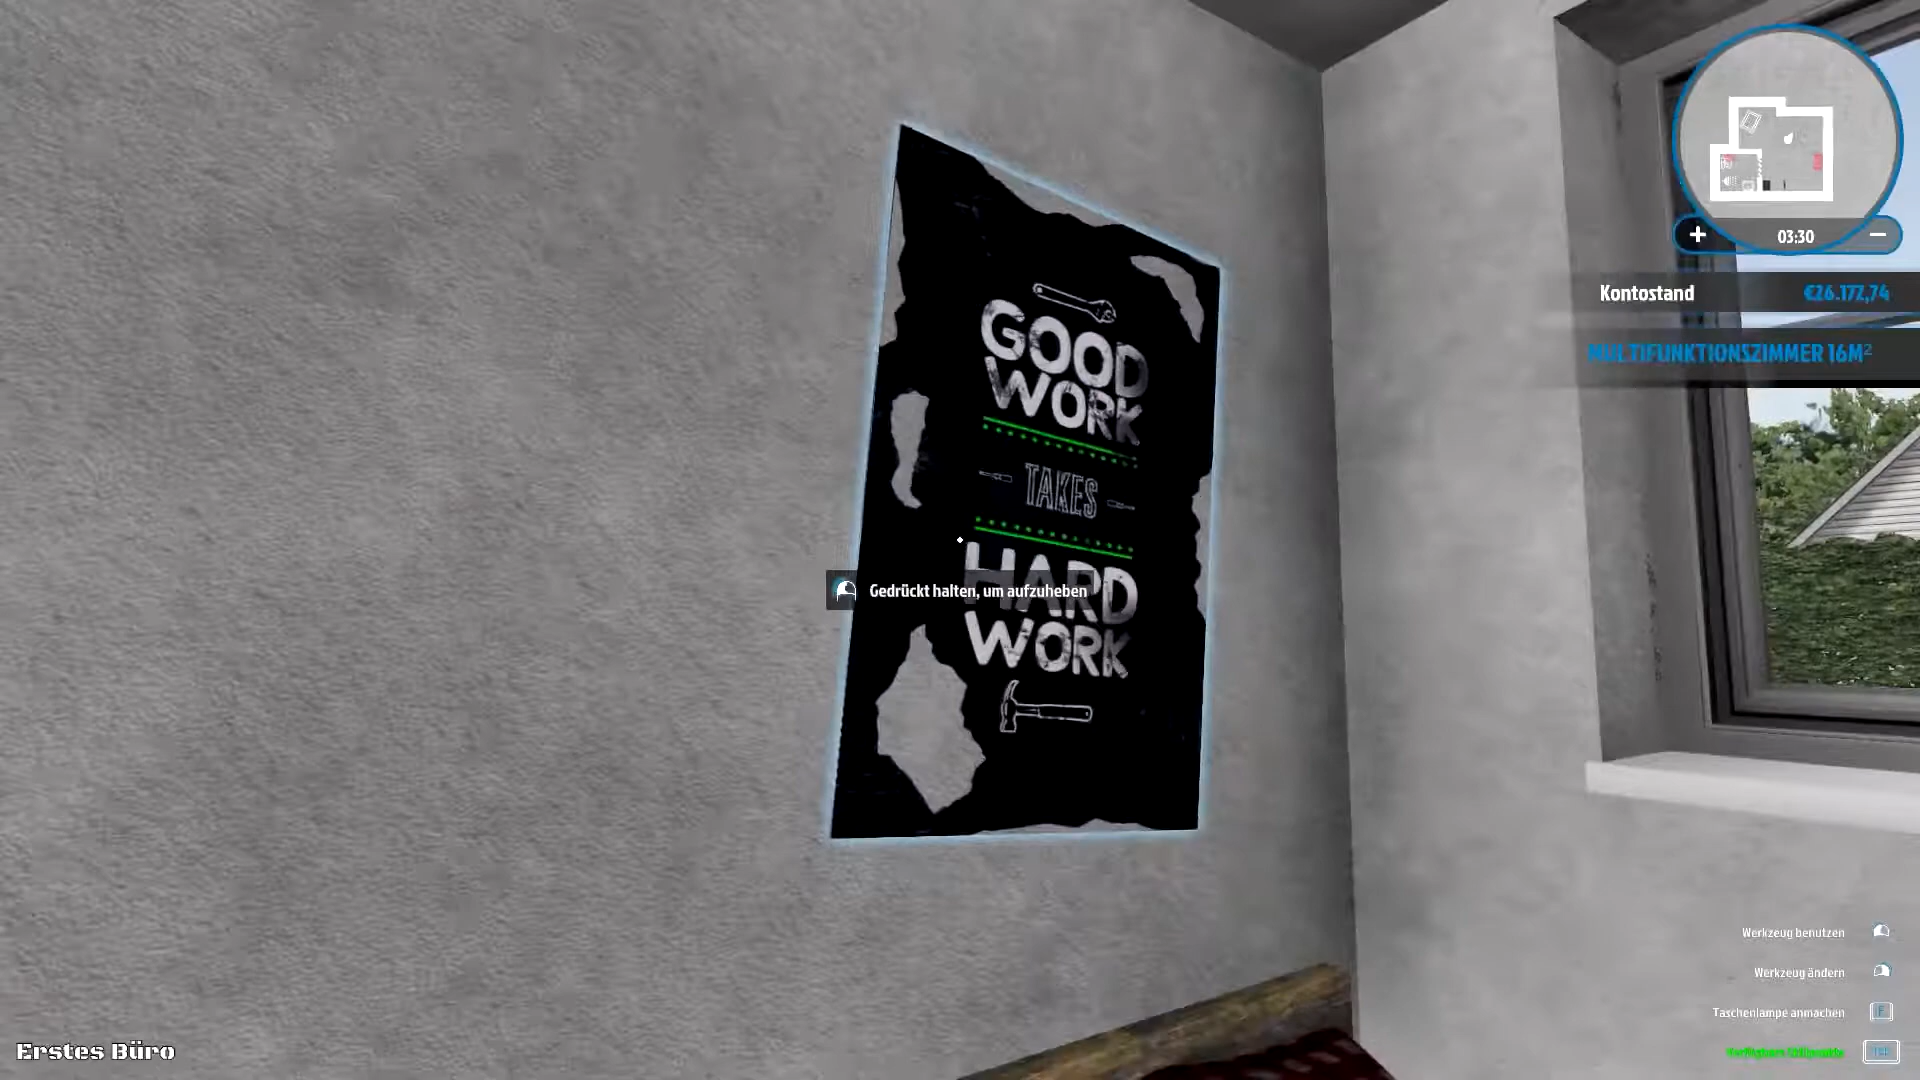 GOOD
WORK
TAKES
HARD
WORK
Gedrückt halten, um aufzuheben
03:30
Kontostand €26.172,74
MULTIFUNKTIONSZIMMER 16M²
Werkzeug benutzen
Werkzeug ändern
Taschenlampe anmachen F
Erstes Büro